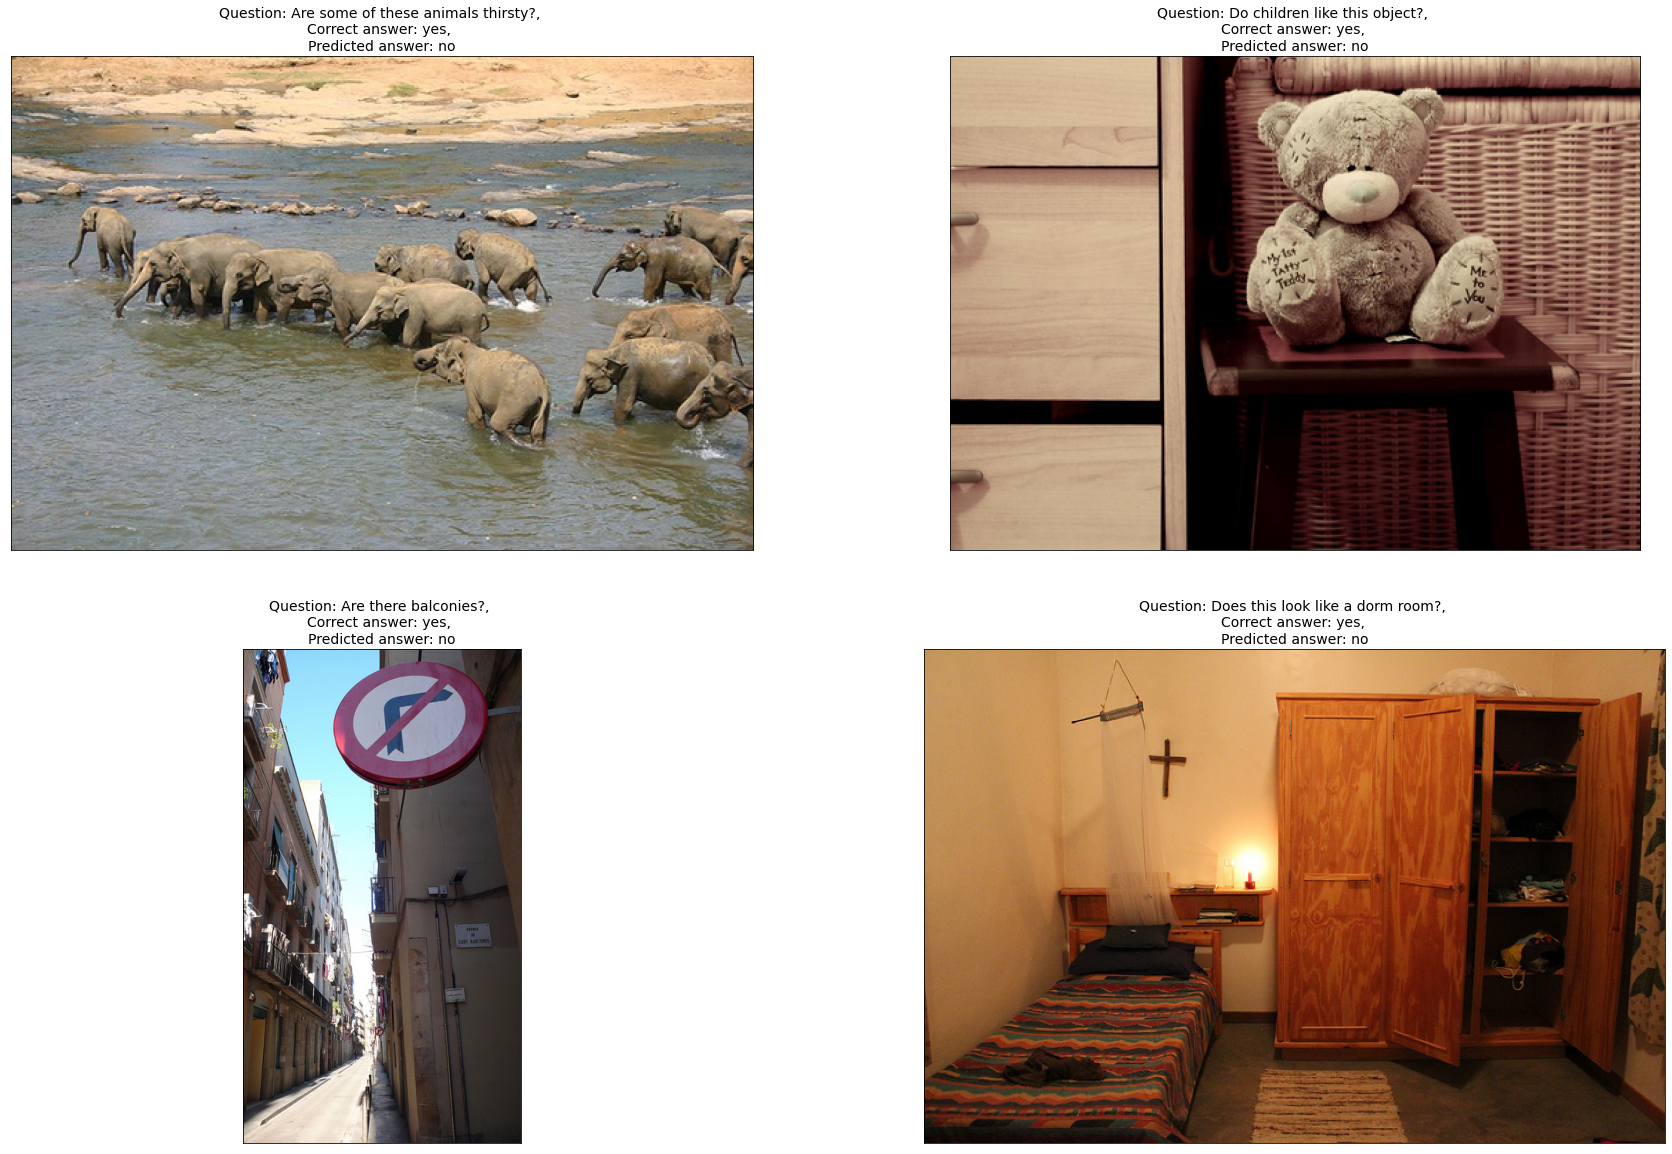 Question: Are some of these animals thirsty?,
Correct answer: yes,
Predicted answer: no
Question: Do children like this object?,
Correct answer: yes,
Predicted answer: no
My 1st
TATTY
Teddy
Me
to
You
Question: Are there balconies?,
Correct answer: yes,
Predicted answer: no
Question: Does this look like a dorm room?,
Correct answer: yes,
Predicted answer: no